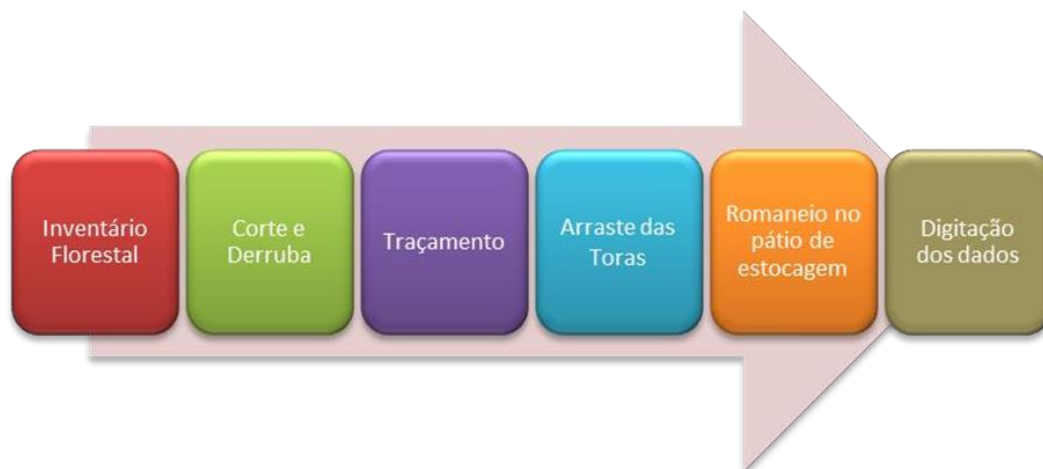 Inventário
Florestal
Corte e
Derruba
Traçamento
Arraste das
Toras
Romaneio no
pátio de
estocagem
Digitação
dos dados